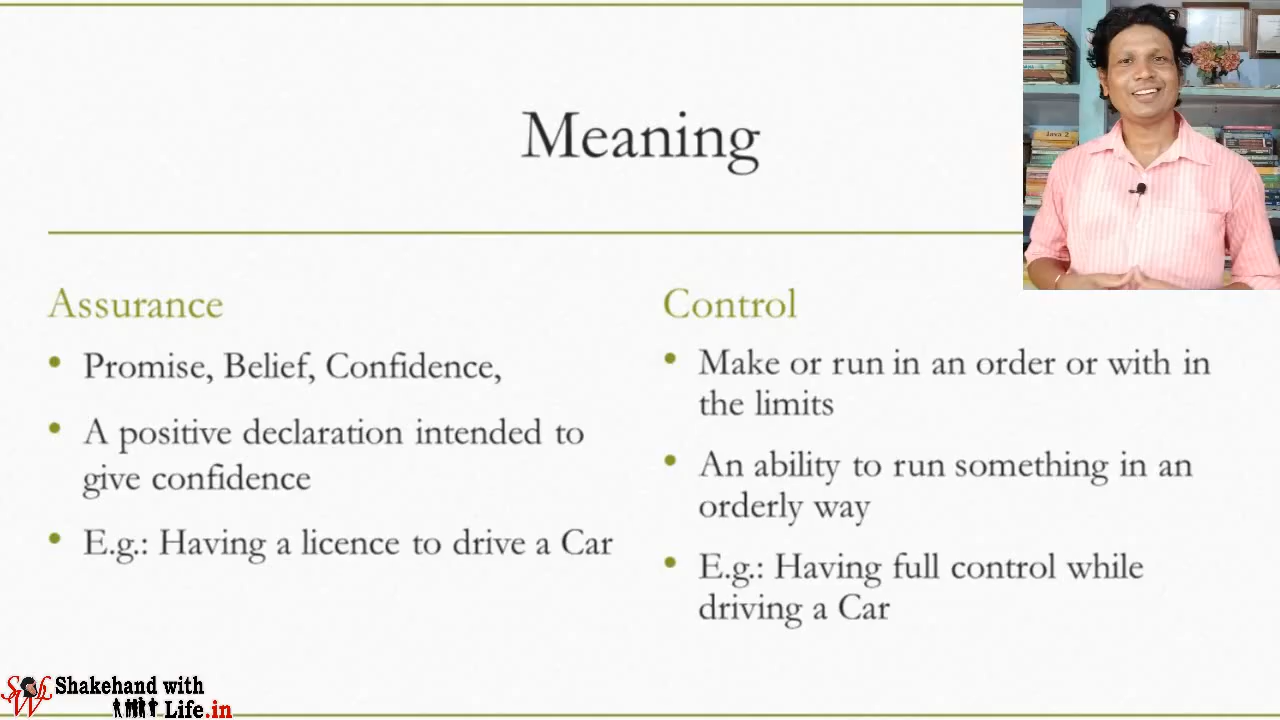 Meaning
Java 2
Assurance
• Promise, Belief, Confidence,
• A positive declaration intended to
give confidence
• E.g.: Having a licence to drive a Car
Control
• Make or run in an order or with in
the limits
• An ability to run something in an
orderly way
• E.g.: Having full control while
driving a Car
Shakehand with
Life.in